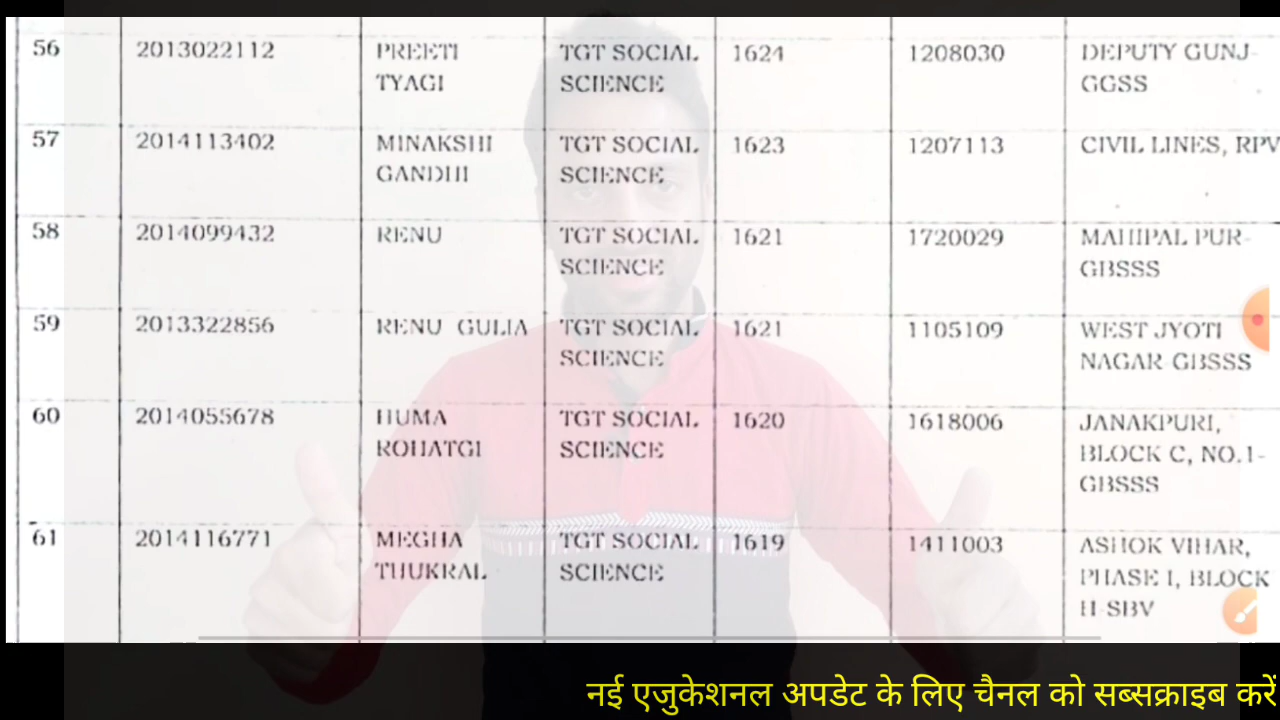 56 2013022112 PREETI TGT SOCIAL 1624 1208030 DEPUTY GUNJ-
TYAGI SCIENCE GGSS
57 2014113402 MINAKSHI TGT SOCIAL 1623 1207113 CIVIL LINES, RPV
GANDHI SCIENCE
58 2014099432 RENU TGT SOCIAL 1621 1720029 MAHIPAL PUR-
SCIENCE GBSSS
59 2013322856 RENU GULIA TGT SOCIAL 1621 1105109 WEST JYOTI
SCIENCE NAGAR-GBSSS
60 2014055678 HUMA TGT SOCIAL 1620 1618006 JANAKPURI,
ROHATGI SCIENCE BLOCK C, NO.1-
GBSSS
61 2014116771 MEGHA TGT SOCIAL 1619 1411003 ASHOK VIHAR,
THUKRAL SCIENCE PHASE I, BLOCK
H-SBV
नई एजुकेशनल अपडेट के लिए चैनल को सब्सक्राइब करें